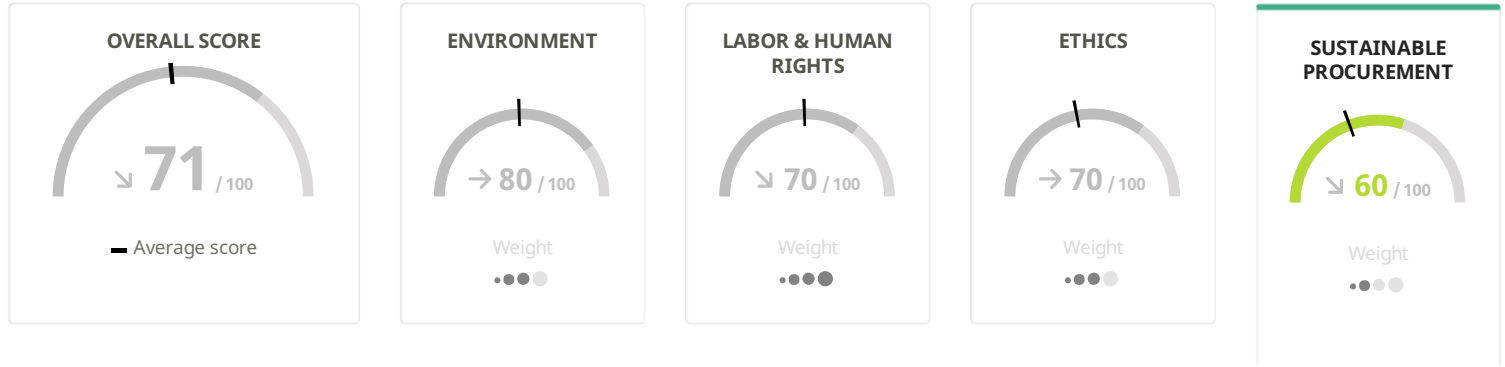 OVERALL SCORE
71 / 100
Average score
ENVIRONMENT
80 / 100
Weight
LABOR & HUMAN
RIGHTS
70 / 100
Weight
ETHICS
70 / 100
Weight
SUSTAINABLE
PROCUREMENT
60 / 100
Weight